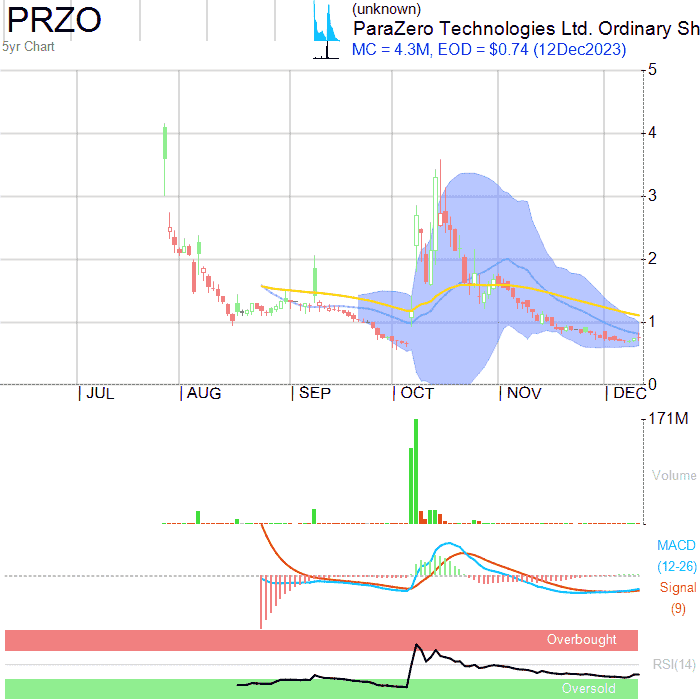 PRZO
(unknown)
ParaZero Technologies Ltd. Ordinary Sh
5yr Chart
MC = 4.3M, EOD = $0.74 (12Dec2023)
5
4
3
2
1
0
JUL AUG SEP OCT NOV DEC
171M
Volume
MACD
(12-26)
Signal
(9)
Overbought
RSI(14)
Oversold